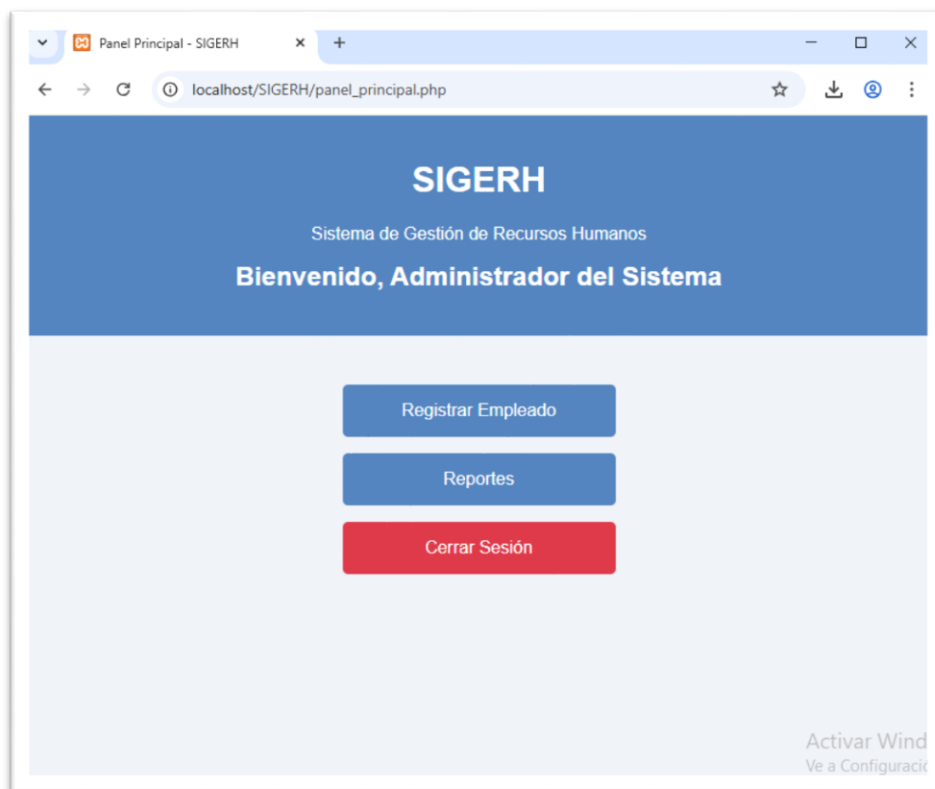 Panel Principal - SIGERH
localhost/SIGERH/panel_principal.php
SIGERH
Sistema de Gestión de Recursos Humanos
Bienvenido, Administrador del Sistema
Registrar Empleado
Reportes
Cerrar Sesión
Activar Wind
Ve a Configuraci